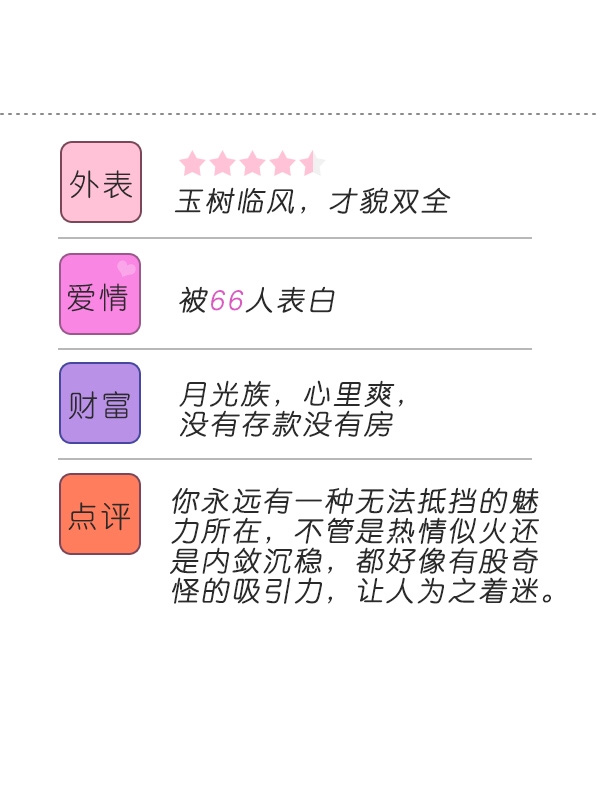 外表
玉树临风，才貌双全
爱情
被66人表白
财富
月光族，心里爽，
没有存款没有房
点评
你永远有一种无法抵挡的魅
力所在，不管是热情似火还
是内敛沉稳，都好像有股奇
怪的吸引力，让人为之着迷。